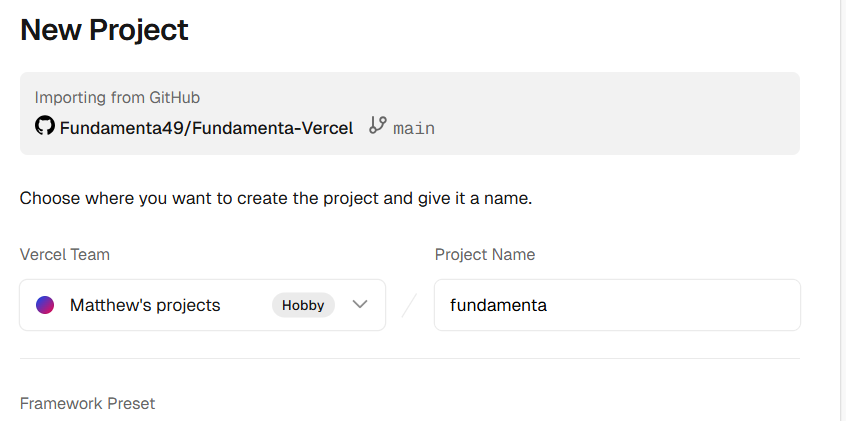 New Project
Importing from GitHub
Fundamenta49/Fundamenta-Vercel main
Choose where you want to create the project and give it a name.
Vercel Team
Project Name
Matthew's projects Hobby
fundamenta
Framework Preset